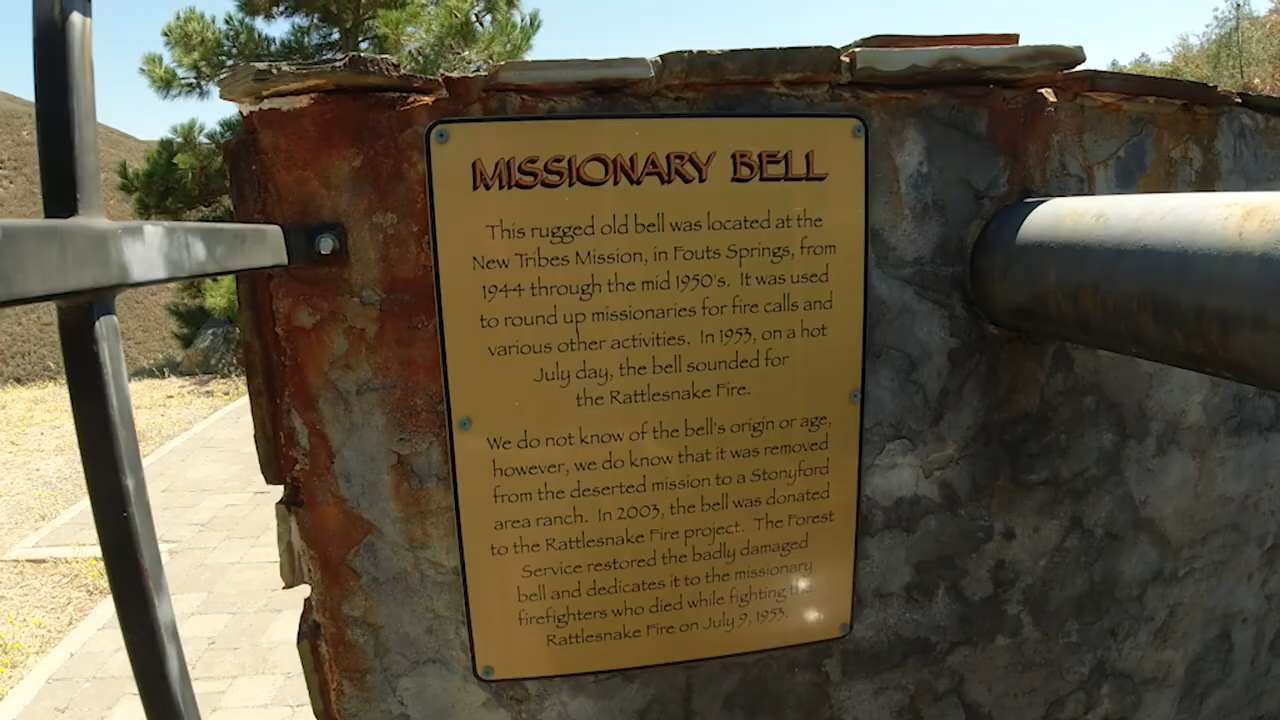 MISSIONARY BELL
This rugged old bell was located at the
New Tribes Mission, in Fouts Springs, from
1944 through the mid 1950's. It was used
to round up missionaries for fire calls and
various other activities. In 1953, on a hot
July day, the bell sounded for
the Rattlesnake Fire.
We do not know of the bell's origin or age,
however, we do know that it was removed
from the deserted mission to a Stonyford
area ranch. In 2003, the bell was donated
to the Rattlesnake Fire project. The Forest
Service restored the badly damaged
bell and dedicates it to the missionary
firefighters who died while fighting the
Rattlesnake Fire on July 9, 1953.